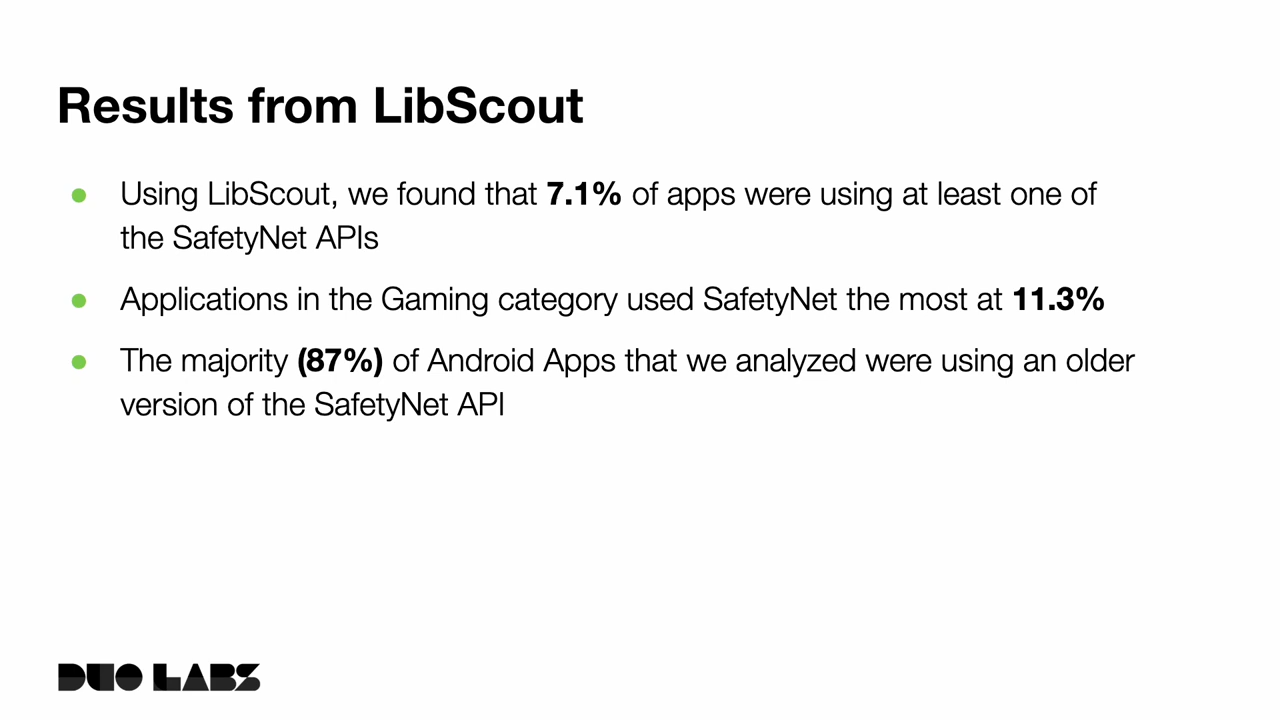 Results from LibScout
● Using LibScout, we found that 7.1% of apps were using at least one of
the SafetyNet APIs
● Applications in the Gaming category used SafetyNet the most at 11.3%
● The majority (87%) of Android Apps that we analyzed were using an older
version of the SafetyNet API
DUO LABS